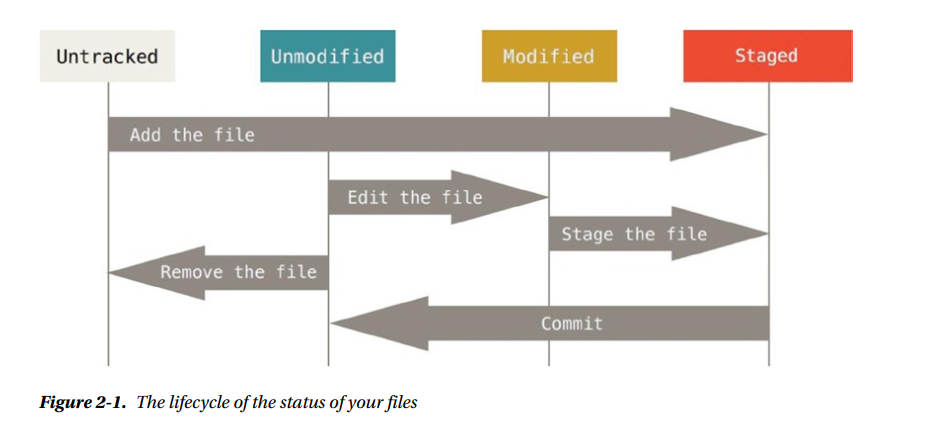 Untracked Unmodified Modified Staged
Add the file
Edit the file
Stage the file
Remove the file
Commit
Figure 2-1. The lifecycle of the status of your files